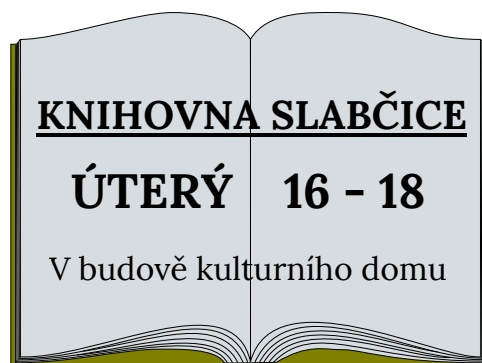 KNIHOVNA SLABČICE
ÚTERÝ 16 - 18
V budově kulturního domu